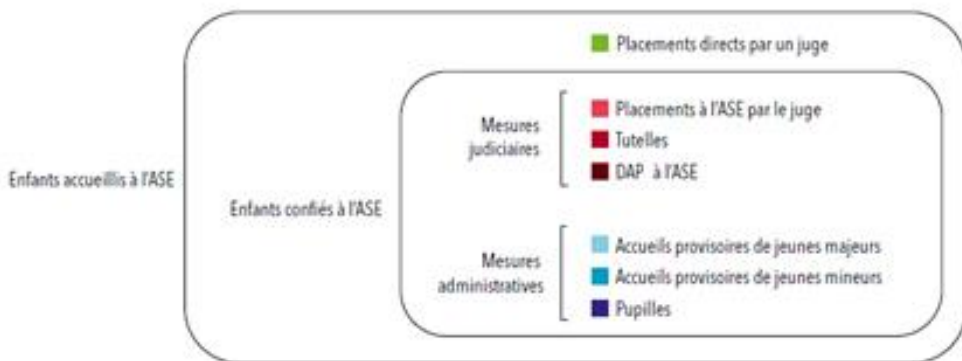 Placements directs par un juge
Mesures
judiciaires
Placements à l'ASE par le juge
Tutelles
DAP à l'ASE
Enfants accueillis à l'ASE
Enfants confiés à l'ASE
Mesures
administratives
Accueils provisoires de jeunes majeurs
Accueils provisoires de jeunes mineurs
Pupilles